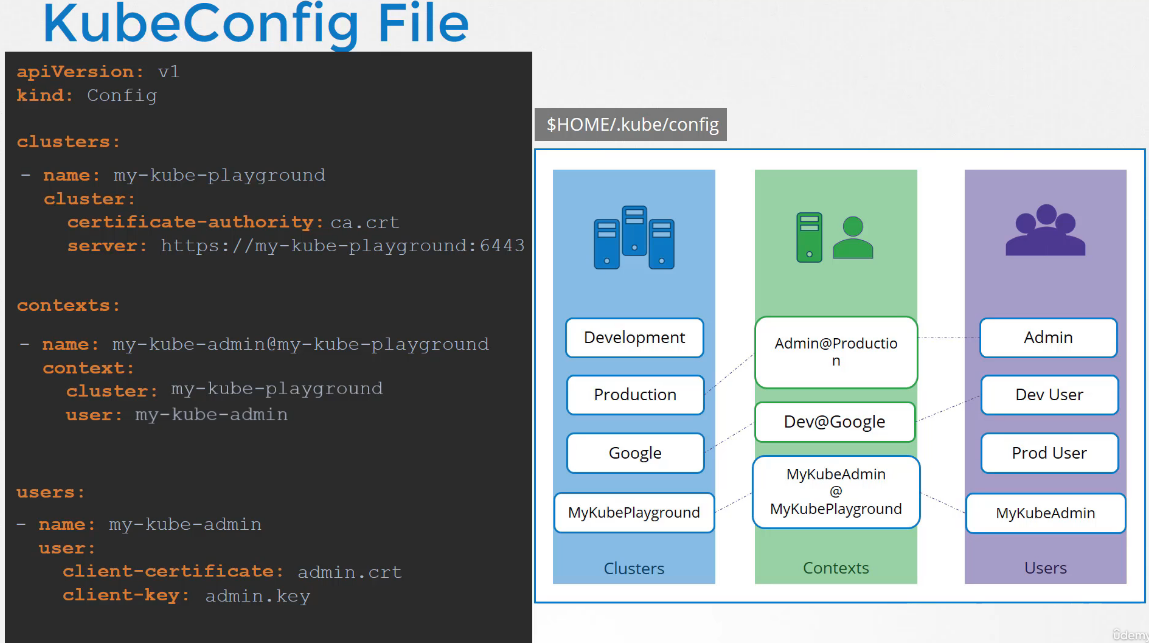 KubeConfig File
apiVersion: v1
kind: Config
clusters:
- name: my-kube-playground
cluster:
certificate-authority: ca.crt
server: https://my-kube-playground:6443
contexts:
- name: my-kube-admin@my-kube-playground
context:
cluster: my-kube-playground
user: my-kube-admin
users:
- name: my-kube-admin
user:
client-certificate: admin.crt
client-key: admin.key
$HOME/.kube/config
Development
Production
Google
MyKubePlayground
Clusters
Admin@Productio
n
Dev@Google
MyKubeAdmin
@
MyKubePlayground
Contexts
Admin
Dev User
Prod User
MyKubeAdmin
Users
ûdemy